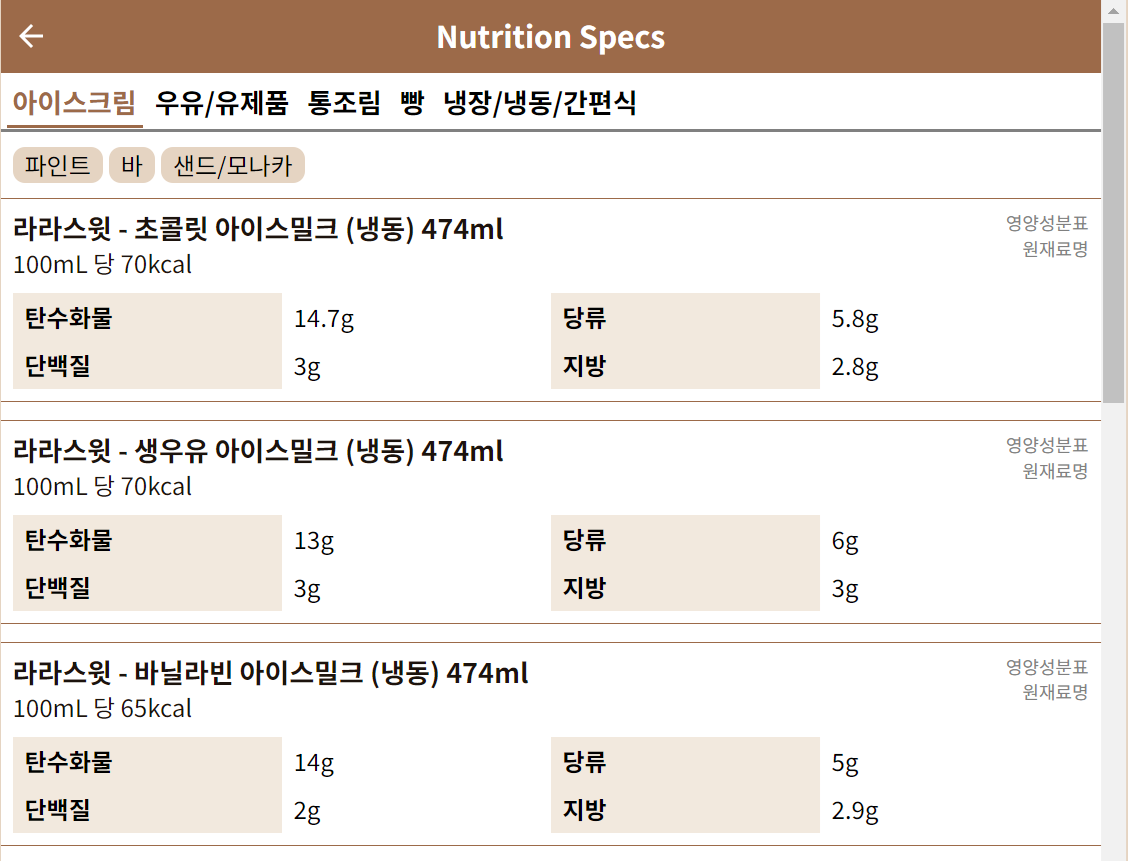 Nutrition Specs
아이스크림 우유/유제품 통조림 빵 냉장/냉동/간편식
파인트 바 샌드/모나카
라라스윗 - 초콜릿 아이스밀크 (냉동) 474ml
영양성분표
100mL 당 70kcal
원재료명
탄수화물 14.7g 당류 5.8g
단백질 3g 지방 2.8g
라라스윗 - 생우유 아이스밀크 (냉동) 474ml
영양성분표
100mL 당 70kcal
원재료명
탄수화물 13g 당류 6g
단백질 3g 지방 3g
라라스윗 - 바닐라빈 아이스밀크 (냉동) 474ml
영양성분표
100mL 당 65kcal
원재료명
탄수화물 14g 당류 5g
단백질 2g 지방 2.9g